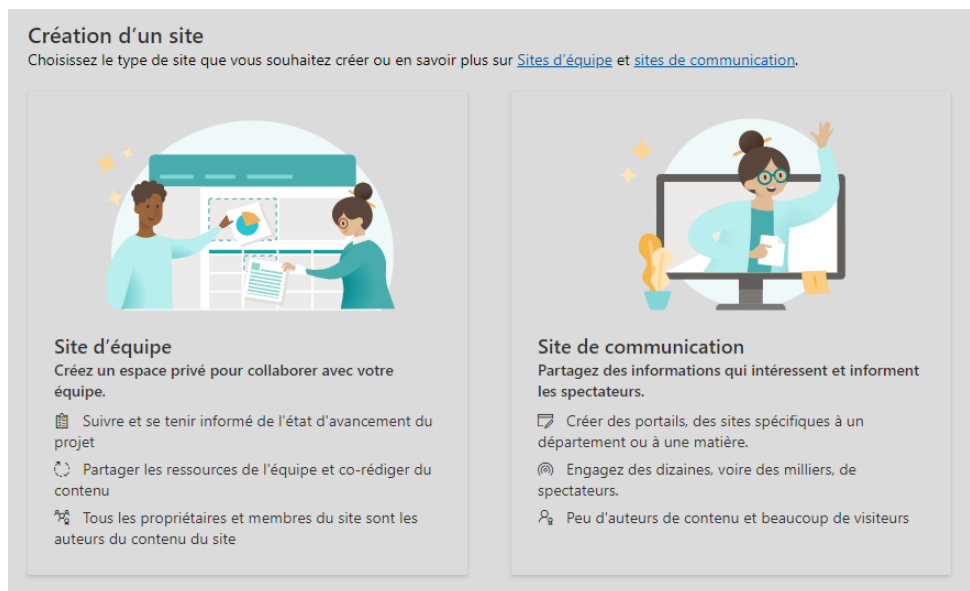 Création d’un site
Choisissez le type de site que vous souhaitez créer ou en savoir plus sur Sites d’équipe et sites de communication.
Site d’équipe
Créez un espace privé pour collaborer avec votre
équipe.
Suivre et se tenir informé de l'état d'avancement du
projet
Partager les ressources de l’équipe et co-rédiger du
contenu
Tous les propriétaires et membres du site sont les
auteurs du contenu du site
Site de communication
Partagez des informations qui intéressent et informent
les spectateurs.
Créer des portails, des sites spécifiques à un
département ou à une matière.
Engagez des dizaines, voire des milliers, de
spectateurs.
Peu d'auteurs de contenu et beaucoup de visiteurs